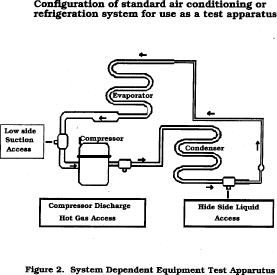 Configuration of standard air conditioning or
refrigeration system for use as a test apparatus
Evaporator
Low side
Suction
Access
Compressor
Condenser
Compressor Discharge
Hot Gas Access
Hide Side Liquid
Access
Figure 2. System Dependent Equipment Test Apparutus